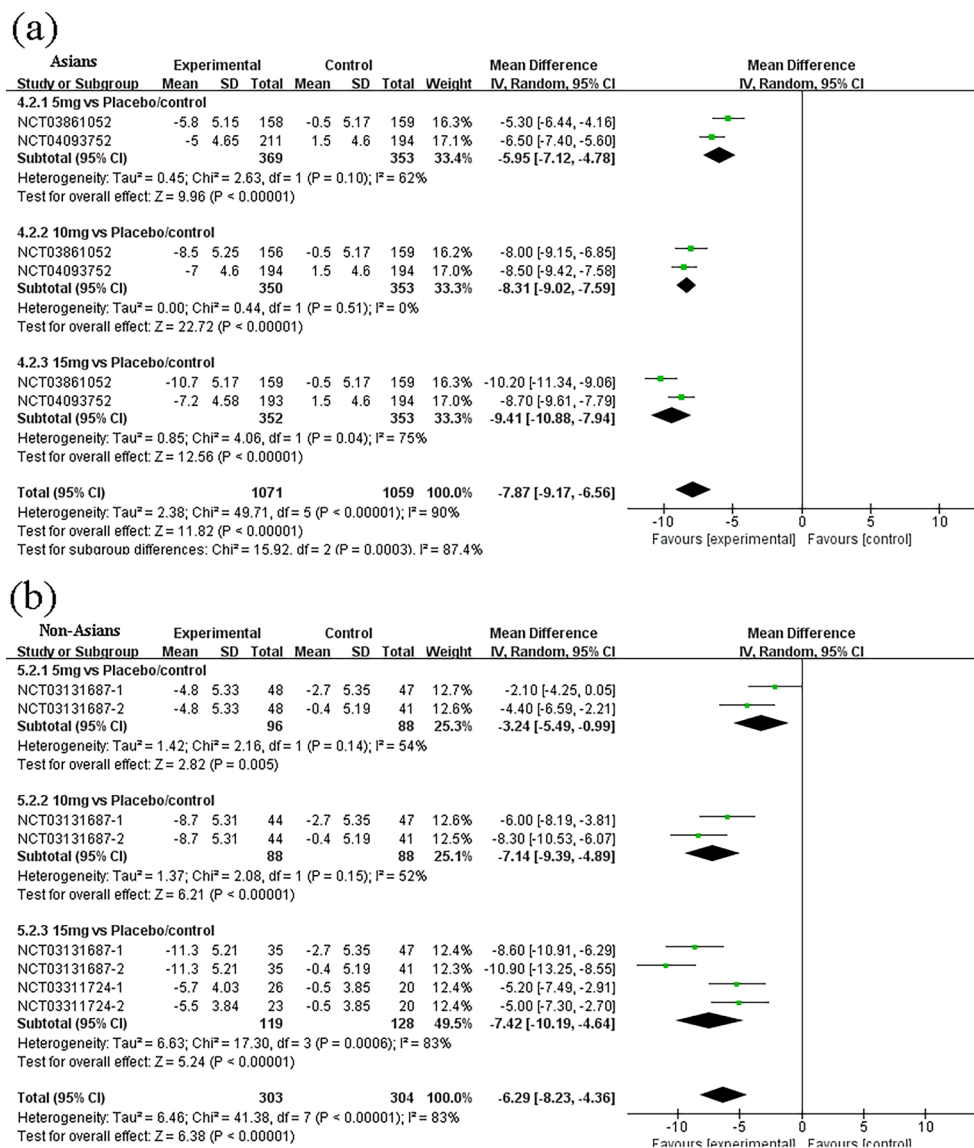 (a)
Asians Experimental Control Mean Difference Mean Difference
Study or Subgroup Mean SD Total Mean SD Total Weight IV, Random, 95% CI IV, Random, 95% CI
4.2.1 5mg vs Placebo/control
NCT03861052 -5.8 5.15 158 -0.5 5.17 159 16.3% -5.30 [-6.44, -4.16]
NCT04093752 -5 4.65 211 1.5 4.6 194 17.1% -6.50 [-7.40, -5.60]
Subtotal (95% CI) 369 353 33.4% -5.95 [-7.12, -4.78]
Heterogeneity: Tau² = 0.45; Chi² = 2.63, df = 1 (P = 0.10); I² = 62%
Test for overall effect: Z = 9.96 (P < 0.00001)
4.2.2 10mg vs Placebo/control
NCT03861052 -8.5 5.25 156 -0.5 5.17 159 16.2% -8.00 [-9.15, -6.85]
NCT04093752 -7 4.6 194 1.5 4.6 194 17.0% -8.50 [-9.42, -7.58]
Subtotal (95% CI) 350 353 33.3% -8.31 [-9.02, -7.59]
Heterogeneity: Tau² = 0.00; Chi² = 0.44, df = 1 (P = 0.51); I² = 0%
Test for overall effect: Z = 22.72 (P < 0.00001)
4.2.3 15mg vs Placebo/control
NCT03861052 -10.7 5.17 159 -0.5 5.17 159 16.3% -10.20 [-11.34, -9.06]
NCT04093752 -7.2 4.58 193 1.5 4.6 194 17.0% -8.70 [-9.61, -7.79]
Subtotal (95% CI) 352 353 33.3% -9.41 [-10.88, -7.94]
Heterogeneity: Tau² = 0.85; Chi² = 4.06, df = 1 (P = 0.04); I² = 75%
Test for overall effect: Z = 12.56 (P < 0.00001)
Total (95% CI) 1071 1059 100.0% -7.87 [-9.17, -6.56]
Heterogeneity: Tau² = 2.38; Chi² = 49.71, df = 5 (P < 0.00001); I² = 90%
Test for overall effect: Z = 11.82 (P < 0.00001)
Test for subgroup differences: Chi² = 15.92, df = 2 (P = 0.0003), I² = 87.4%
-10 -5 0 5 10
Favours [experimental] Favours [control]
(b)
Non-Asians Experimental Control Mean Difference Mean Difference
Study or Subgroup Mean SD Total Mean SD Total Weight IV, Random, 95% CI IV, Random, 95% CI
5.2.1 5mg vs Placebo/control
NCT03131687-1 -4.8 5.33 48 -2.7 5.35 47 12.7% -2.10 [-4.25, 0.05]
NCT03131687-2 -4.8 5.33 48 -0.4 5.19 41 12.6% -4.40 [-6.59, -2.21]
Subtotal (95% CI) 96 88 25.3% -3.24 [-5.49, -0.99]
Heterogeneity: Tau² = 1.42; Chi² = 2.16, df = 1 (P = 0.14); I² = 54%
Test for overall effect: Z = 2.82 (P = 0.005)
5.2.2 10mg vs Placebo/control
NCT03131687-1 -8.7 5.31 44 -2.7 5.35 47 12.6% -6.00 [-8.19, -3.81]
NCT03131687-2 -8.7 5.31 44 -0.4 5.19 41 12.5% -8.30 [-10.53, -6.07]
Subtotal (95% CI) 88 88 25.1% -7.14 [-9.39, -4.89]
Heterogeneity: Tau² = 1.37; Chi² = 2.08, df = 1 (P = 0.15); I² = 52%
Test for overall effect: Z = 6.21 (P < 0.00001)
5.2.3 15mg vs Placebo/control
NCT03131687-1 -11.3 5.21 35 -2.7 5.35 47 12.4% -8.60 [-10.91, -6.29]
NCT03131687-2 -11.3 5.21 35 -0.4 5.19 41 12.3% -10.90 [-13.25, -8.55]
NCT03311724-1 -5.7 4.03 26 -0.5 3.85 20 12.4% -5.20 [-7.49, -2.91]
NCT03311724-2 -5.5 3.84 23 -0.5 3.85 20 12.4% -5.00 [-7.30, -2.70]
Subtotal (95% CI) 119 128 49.5% -7.42 [-10.19, -4.64]
Heterogeneity: Tau² = 6.63; Chi² = 17.30, df = 3 (P = 0.0006); I² = 83%
Test for overall effect: Z = 5.24 (P < 0.00001)
Total (95% CI) 303 304 100.0% -6.29 [-8.23, -4.36]
Heterogeneity: Tau² = 6.46; Chi² = 41.38, df = 7 (P < 0.00001); I² = 83%
Test for overall effect: Z = 6.38 (P < 0.00001)
-10 -5 0 5 10
Favours [experimental] Favours [control]